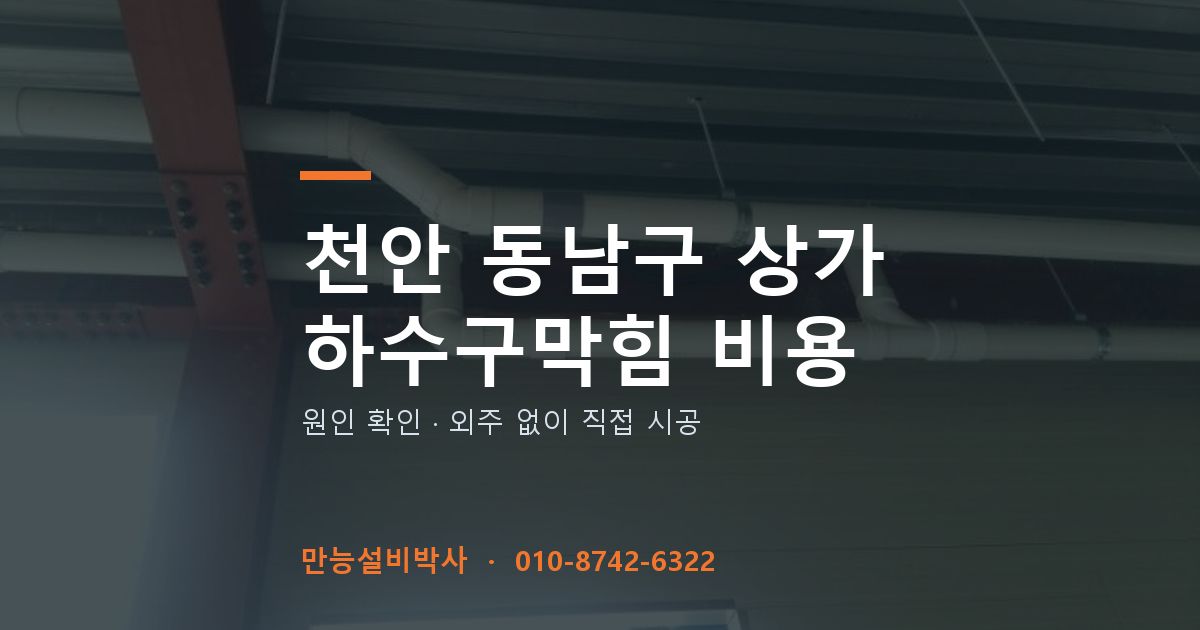 천안 동남구 상가
하수구막힘 비용
원인 확인 · 외주 없이 직접 시공
만능설비박사 · 010-8742-6322